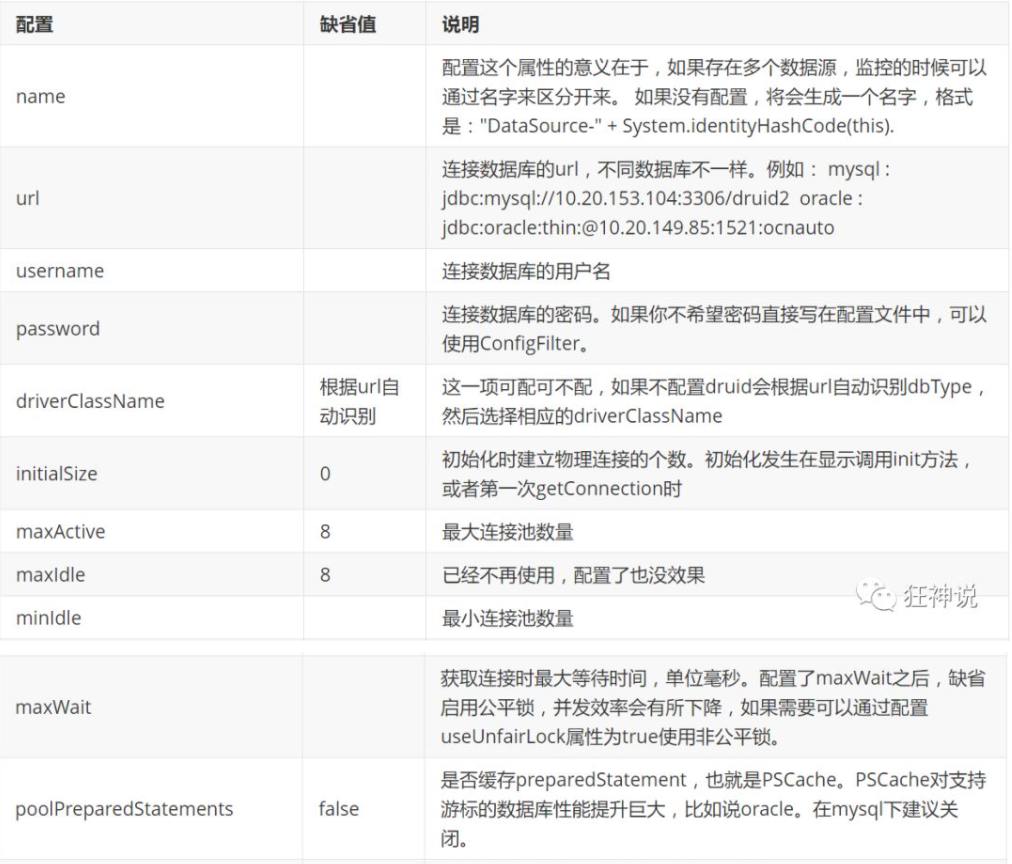 配置 缺省值 说明
配置这个属性的意义在于，如果存在多个数据源，监控的时候可以
name 通过名字来区分开来。 如果没有配置，将会生成一个名字，格式
是："DataSource-" + System.identityHashCode(this).
连接数据库的url，不同数据库不一样。例如： mysql :
url jdbc:mysql://10.20.153.104:3306/druid2 oracle :
jdbc:oracle:thin:@10.20.149.85:1521:ocnauto
username 连接数据库的用户名
password 连接数据库的密码。如果你不希望密码直接写在配置文件中，可以
使用ConfigFilter。
driverClassName 根据url自 这一项可配可不配，如果不配置druid会根据url自动识别dbType，
动识别 然后选择相应的driverClassName
initialSize 0 初始化时建立物理连接的个数。初始化发生在显示调用init方法，
或者第一次getConnection时
maxActive 8 最大连接池数量
maxIdle 8 已经不再使用，配置了也没效果
狂神说
minIdle 最小连接池数量
获取连接时最大等待时间，单位毫秒。配置了maxWait之后，缺省
maxWait 启用公平锁，并发效率会有所下降，如果需要可以通过配置
useUnfairLock属性为true使用非公平锁。
是否缓存preparedStatement，也就是PSCache。PSCache对支持
poolPreparedStatements false 游标的数据库性能提升巨大，比如说oracle。在mysql下建议关
闭。